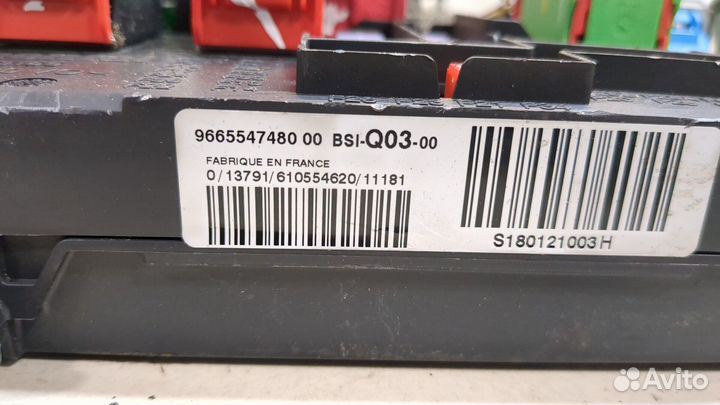 9665547480 00 BSI-Q03-00
FABRIQUE EN FRANCE
0/13791/610554620/11181
S180121003H
Avito